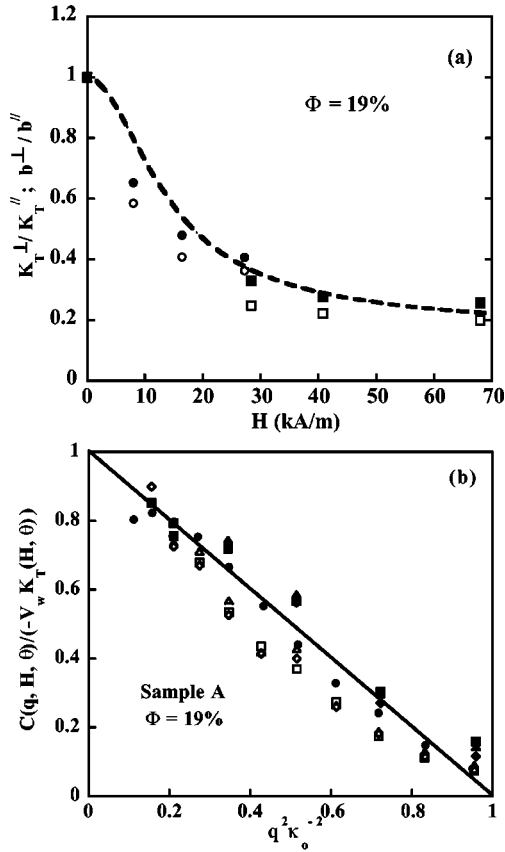 1.2
(a)
1
Φ = 19%
0.8
0.6
0.4
0.2
0
K_T^⊥/K_T^// ; b^⊥/b^//
0 10 20 30 40 50 60 70
H (kA/m)
1
(b)
0.8
0.6
0.4
0.2
0
C(q, H, θ)/(-V_w K_T(H, θ))
Sample A
Φ = 19%
0 0.2 0.4 0.6 0.8 1
q^2 κ_o^-2